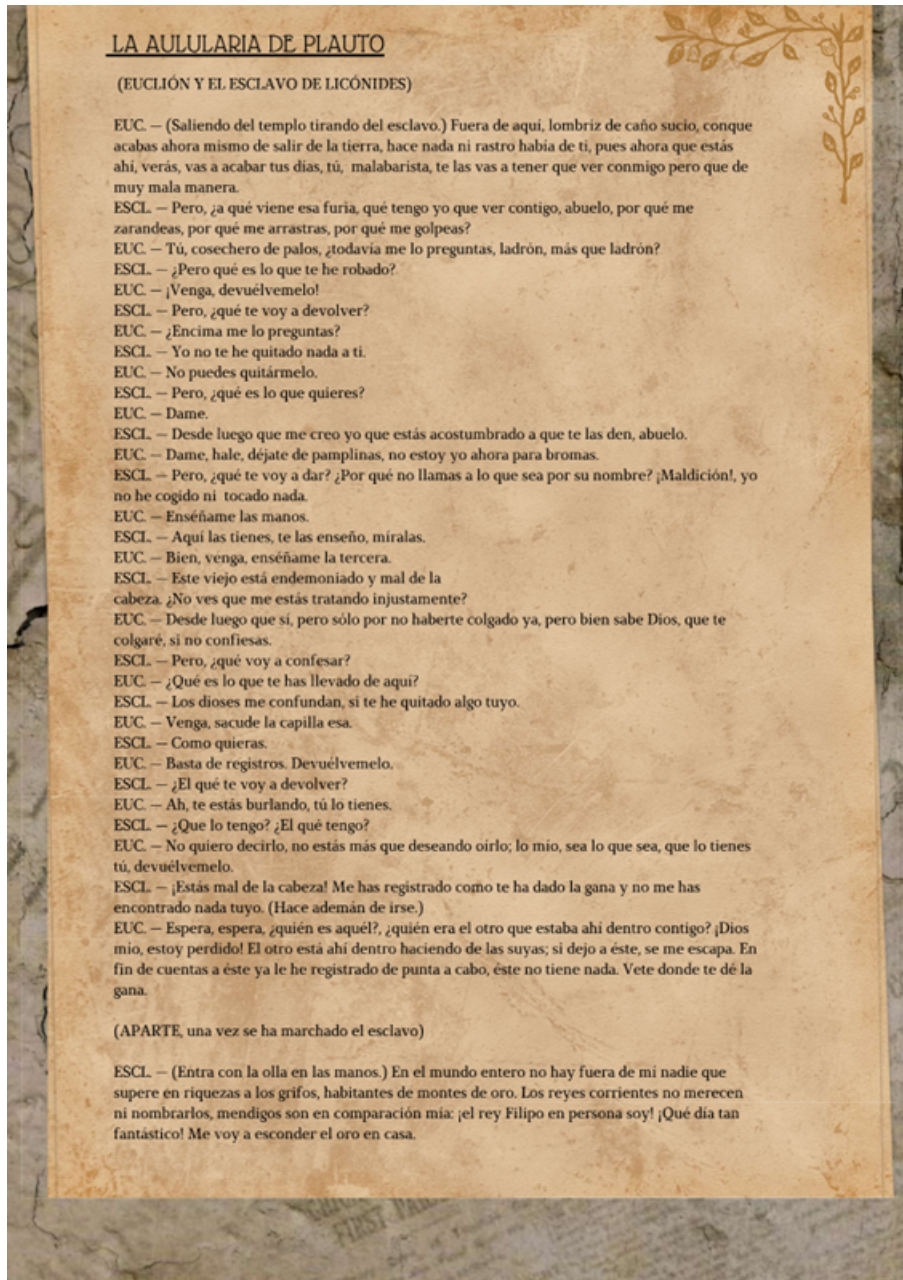 LA AULULARIA DE PLAUTO
(EUCLIÓN Y EL ESCLAVO DE LICÓNIDES)
EUC. — (Saliendo del templo tirando del esclavo.) Fuera de aquí, lombriz de caño sucio, conque
acabas ahora mismo de salir de la tierra, hace nada ni rastro había de ti, pues ahora que estás
ahí, verás, vas a acabar tus días, tú, malabarista, te las vas a tener que ver conmigo pero que de
muy mala manera.
ESCL. — Pero, ¿a qué viene esa furia, qué tengo yo que ver contigo, abuelo, por qué me
zarandeas, por qué me arrastras, por qué me golpeas?
EUC. — Tú, cosechero de palos, ¿todavía me lo preguntas, ladrón, más que ladrón?
ESCL. — ¿Pero qué es lo que te he robado?
EUC. — ¡Venga, devuélvemelo!
ESCL. — Pero, ¿qué te voy a devolver?
EUC. — ¿Encima me lo preguntas?
ESCL. — Yo no te he quitado nada a ti.
EUC. — No puedes quitármelo.
ESCL. — Pero, ¿qué es lo que quieres?
EUC. — Dame.
ESCL. — Desde luego que me creo yo que estás acostumbrado a que te las den, abuelo.
EUC. — Dame, hale, déjate de pamplinas, no estoy yo ahora para bromas.
ESCL. — Pero, ¿qué te voy a dar? ¿Por qué no llamas a lo que sea por su nombre? ¡Maldición!, yo
no he cogido ni tocado nada.
EUC. — Enséñame las manos.
ESCL. — Aquí las tienes, te las enseño, míralas.
EUC. — Bien, venga, enséñame la tercera.
ESCL. — Este viejo está endemoniado y mal de la
cabeza. ¿No ves que me estás tratando injustamente?
EUC. — Desde luego que sí, pero sólo por no haberte colgado ya, pero bien sabe Dios, que te
colgaré, si no confiesas.
ESCL. — Pero, ¿qué voy a confesar?
EUC. — ¿Qué es lo que te has llevado de aquí?
ESCL. — Los dioses me confundan, si te he quitado algo tuyo.
EUC. — Venga, sacude la capilla esa.
ESCL. — Como quieras.
EUC. — Basta de registros. Devuélvemelo.
ESCL. — ¿El qué te voy a devolver?
EUC. — Ah, te estás burlando, tú lo tienes.
ESCL. — ¿Que lo tengo? ¿El qué tengo?
EUC. — No quiero decirlo, no estás más que deseando oírlo; lo mío, sea lo que sea, que lo tienes
tú, devuélvemelo.
ESCL. — ¡Estás mal de la cabeza! Me has registrado como te ha dado la gana y no me has
encontrado nada tuyo. (Hace ademán de irse.)
EUC. — Espera, espera, ¿quién es aquél?, ¿quién era el otro que estaba ahí dentro contigo? ¡Dios
mío, estoy perdido! El otro está ahí dentro haciendo de las suyas; si dejo a éste, se me escapa. En
fin de cuentas a éste ya le he registrado de punta a cabo, éste no tiene nada. Vete donde te dé la
gana.
(APARTE, una vez se ha marchado el esclavo)
ESCL. — (Entra con la olla en las manos.) En el mundo entero no hay fuera de mí nadie que
supere en riquezas a los grifos, habitantes de montes de oro. Los reyes corrientes no merecen
ni nombrarlos, mendigos son en comparación mía: ¡el rey Filipo en persona soy! ¡Qué día tan
fantástico! Me voy a esconder el oro en casa.
FIRST